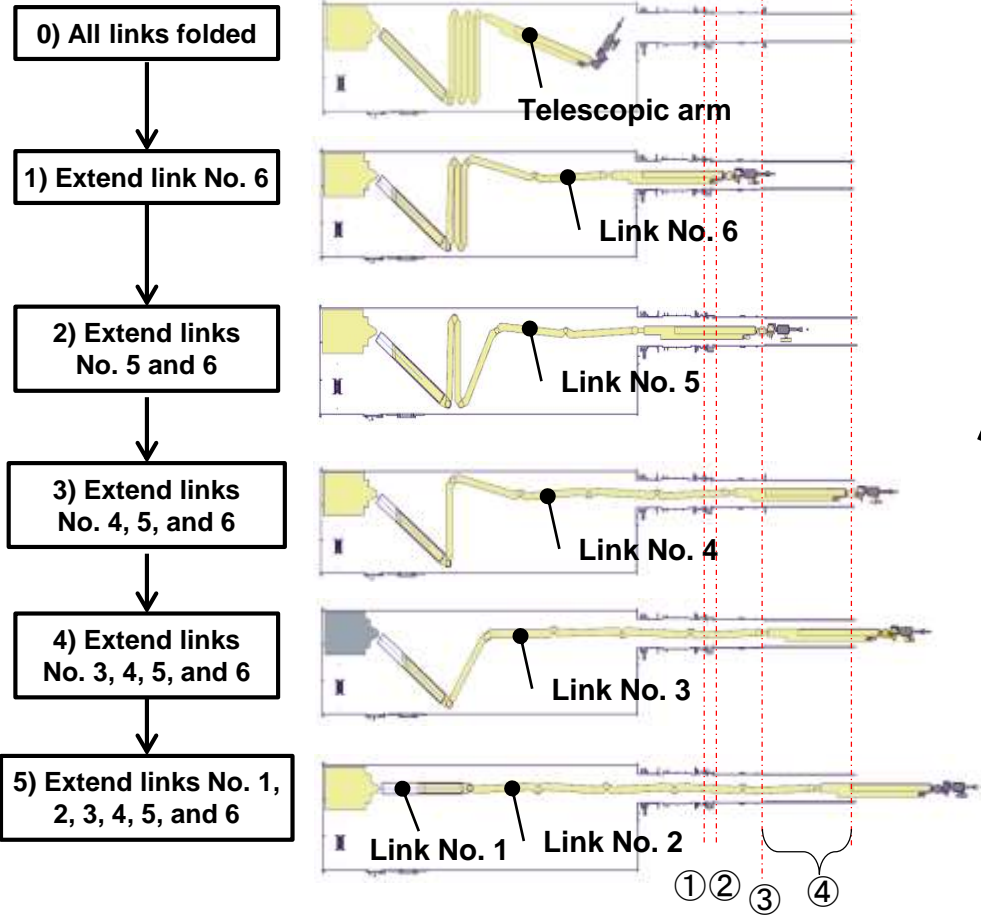 0) All links folded
Telescopic arm
1) Extend link No. 6
Link No. 6
2) Extend links
No. 5 and 6
Link No. 5
3) Extend links
No. 4, 5, and 6
Link No. 4
4) Extend links
No. 3, 4, 5, and 6
Link No. 3
5) Extend links No. 1,
2, 3, 4, 5, and 6
Link No. 1
Link No. 2
① ② ③ ④